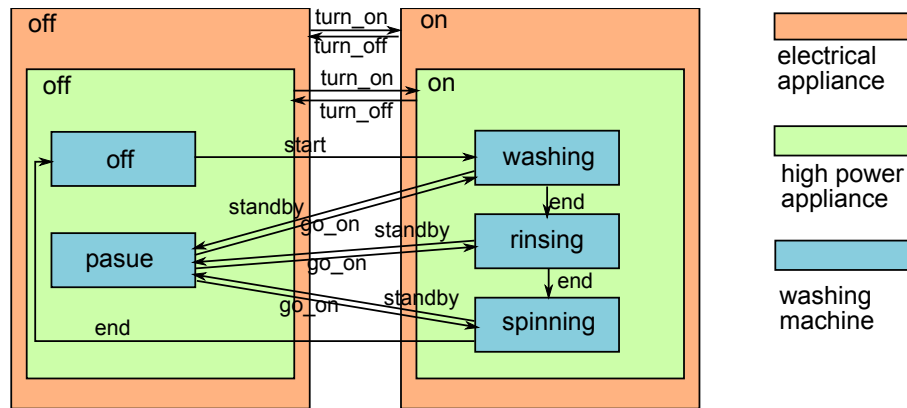 off
turn_on
turn_off
on
off
turn_on
turn_off
on
off
start
washing
end
standby
go_on
pasue
standby
go_on
rinsing
end
standby
go_on
spinning
end
electrical
appliance
high power
appliance
washing
machine